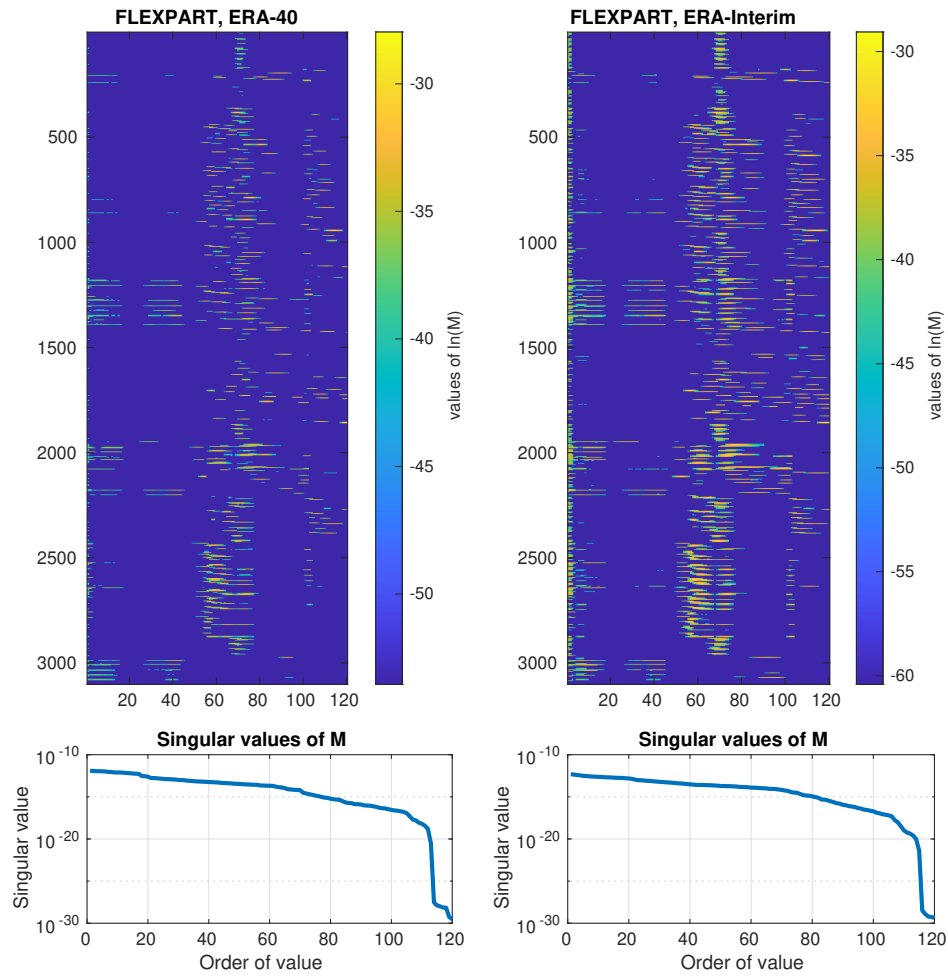 FLEXPART, ERA-40
500
1000
1500
2000
2500
3000
20 40 60 80 100 120
-30
-35
-40
-45
-50
values of ln(M)
FLEXPART, ERA-Interim
500
1000
1500
2000
2500
3000
20 40 60 80 100 120
-30
-35
-40
-45
-50
-55
-60
values of ln(M)
Singular values of M
Singular value
10^-10
10^-20
10^-30
0 20 40 60 80 100 120
Order of value
Singular values of M
Singular value
10^-10
10^-20
10^-30
0 20 40 60 80 100 120
Order of value